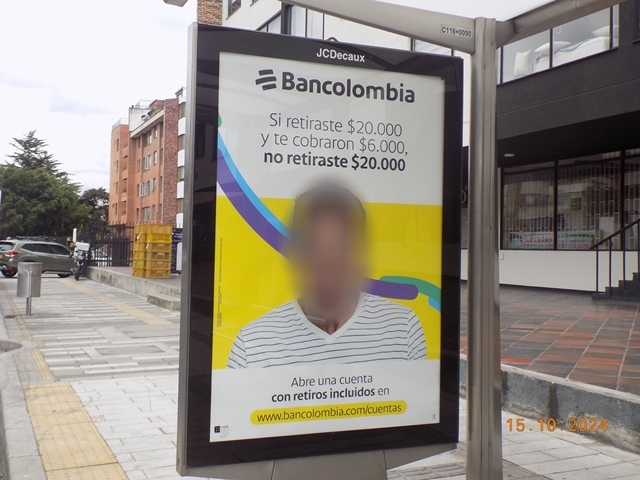 C116+0090
JCDecaux
Bancolombia
Si retiraste $20.000
y te cobraron $6.000,
no retiraste $20.000
Abre una cuenta
con retiros incluidos en
www.bancolombia.com/cuentas
15.10.2024